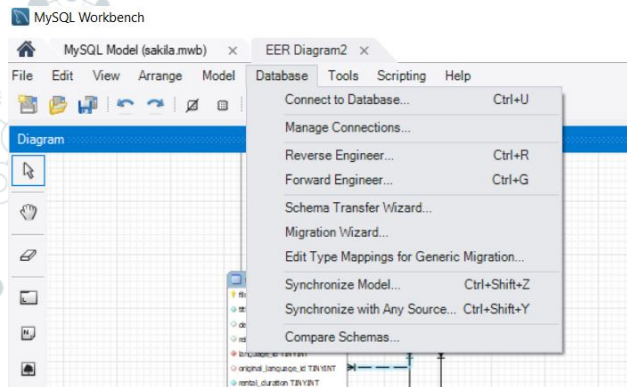 MySQL Workbench
MySQL Model (sakila.mwb) × EER Diagram2 ×
File Edit View Arrange Model Database Tools Scripting Help
Connect to Database... Ctrl+U
Manage Connections...
Diagram
Reverse Engineer... Ctrl+R
Forward Engineer... Ctrl+G
Schema Transfer Wizard...
Migration Wizard...
Edit Type Mappings for Generic Migration...
Synchronize Model... Ctrl+Shift+Z
Synchronize with Any Source... Ctrl+Shift+Y
Compare Schemas...
language_id TINYINT
original_language_id TINYINT
rental_duration TINYINT